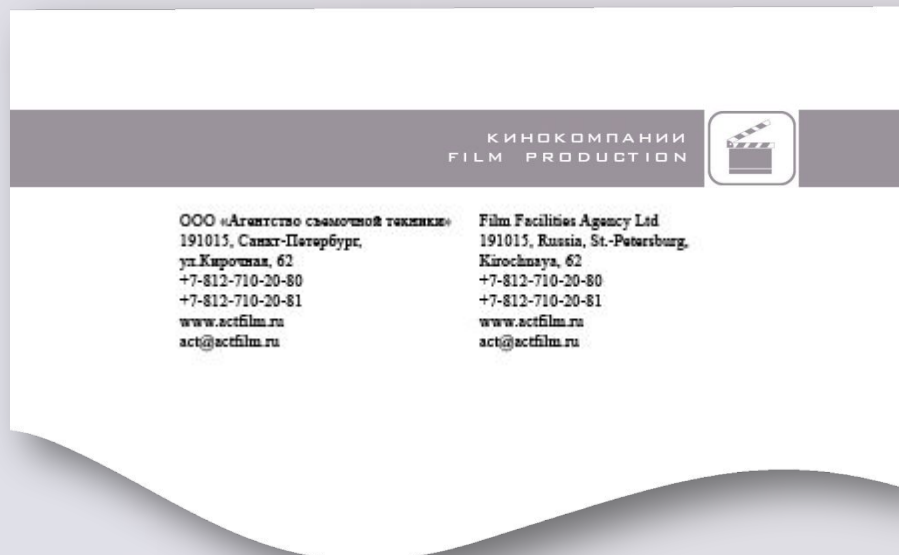 КИНОКОМПАНИИ
FILM PRODUCTION
ООО «Агентство съемочной техники»
191015, Санкт-Петербург,
ул.Кирочная, 62
+7-812-710-20-80
+7-812-710-20-81
www.actfilm.ru
act@actfilm.ru
Film Facilities Agency Ltd
191015, Russia, St.-Petersburg,
Kirochnaya, 62
+7-812-710-20-80
+7-812-710-20-81
www.actfilm.ru
act@actfilm.ru